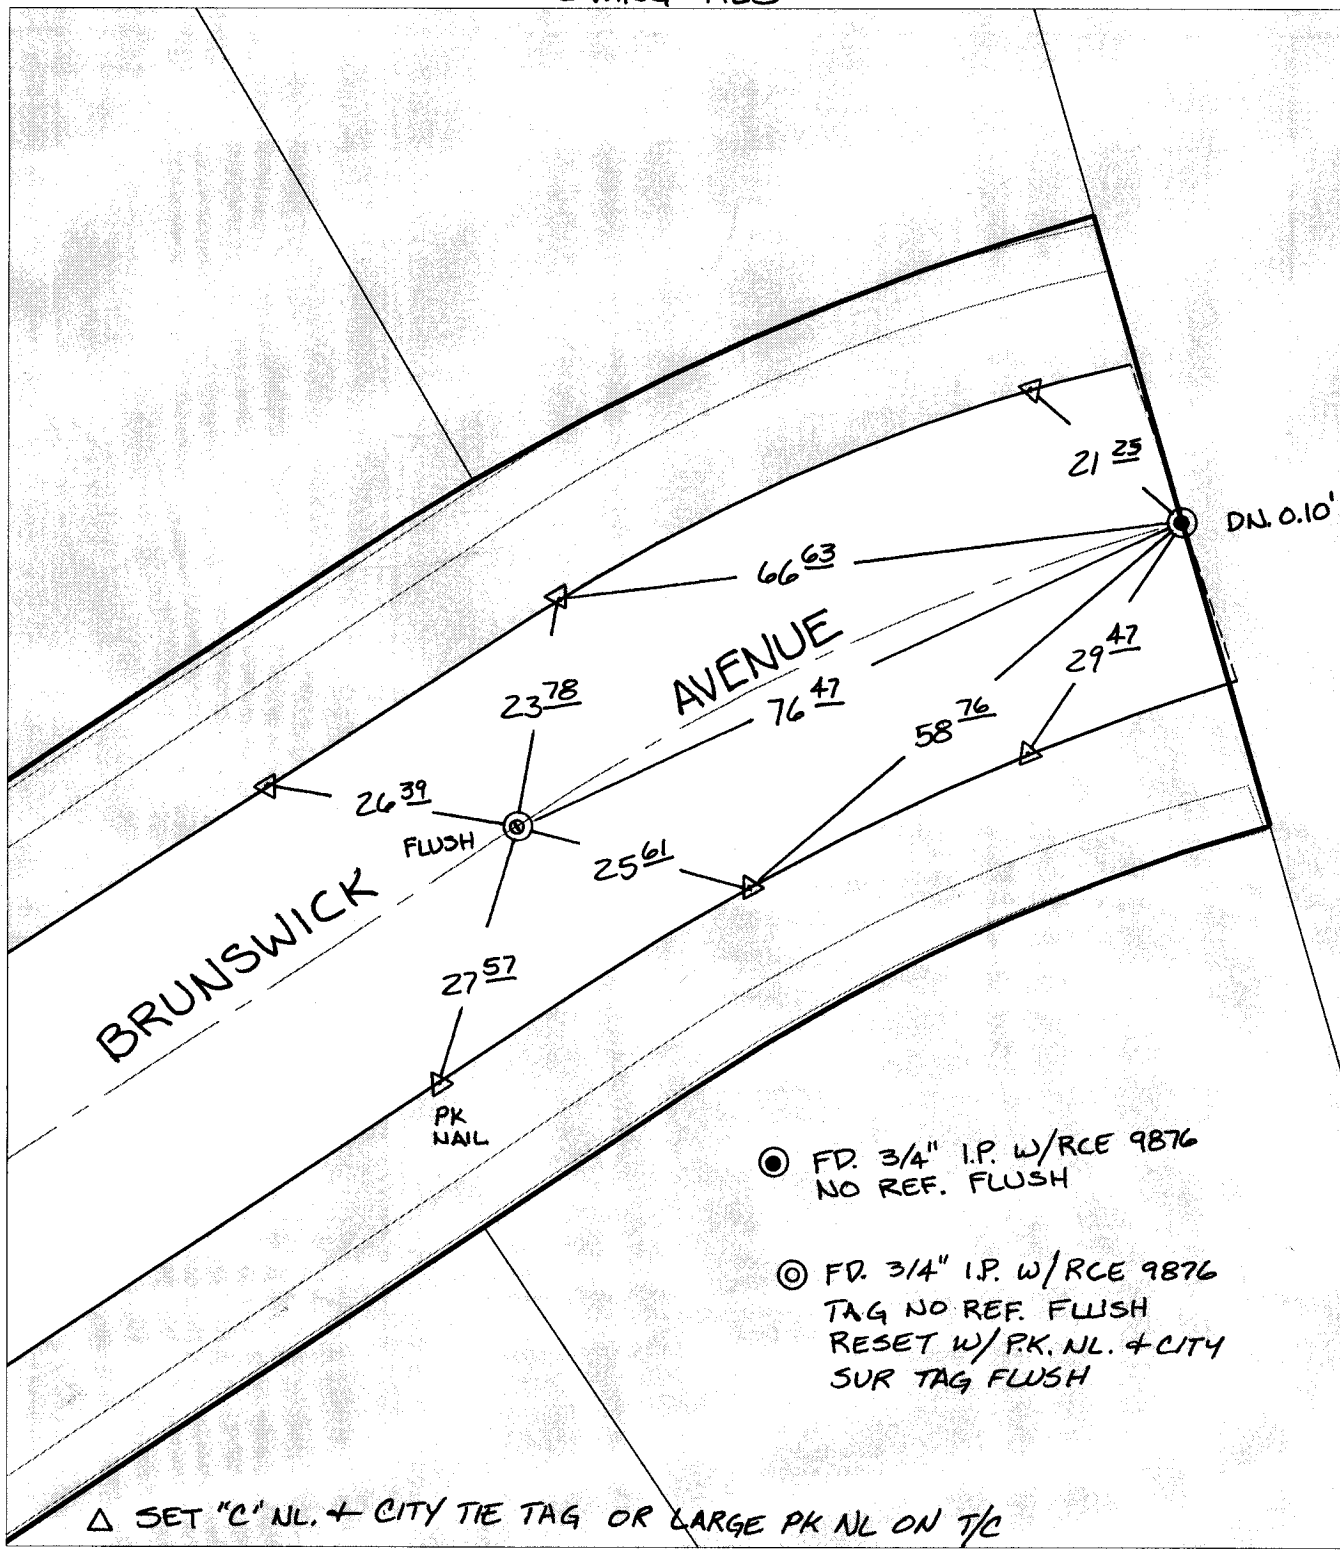 21 25
DN. 0.10'
66 63
AVENUE
29 47
23 78
76 47
58 76
26 39
FLUSH
25 61
BRUNSWICK
27 57
PK
NAIL
FD. 3/4" I.P. W/RCE 9876
NO REF. FLUSH
FD. 3/4" I.P. W/RCE 9876
TAG NO REF. FLUSH
RESET W/ P.K. NL. & CITY
SUR TAG FLUSH
△ SET "C" NL. & CITY TIE TAG OR LARGE PK NL ON T/C